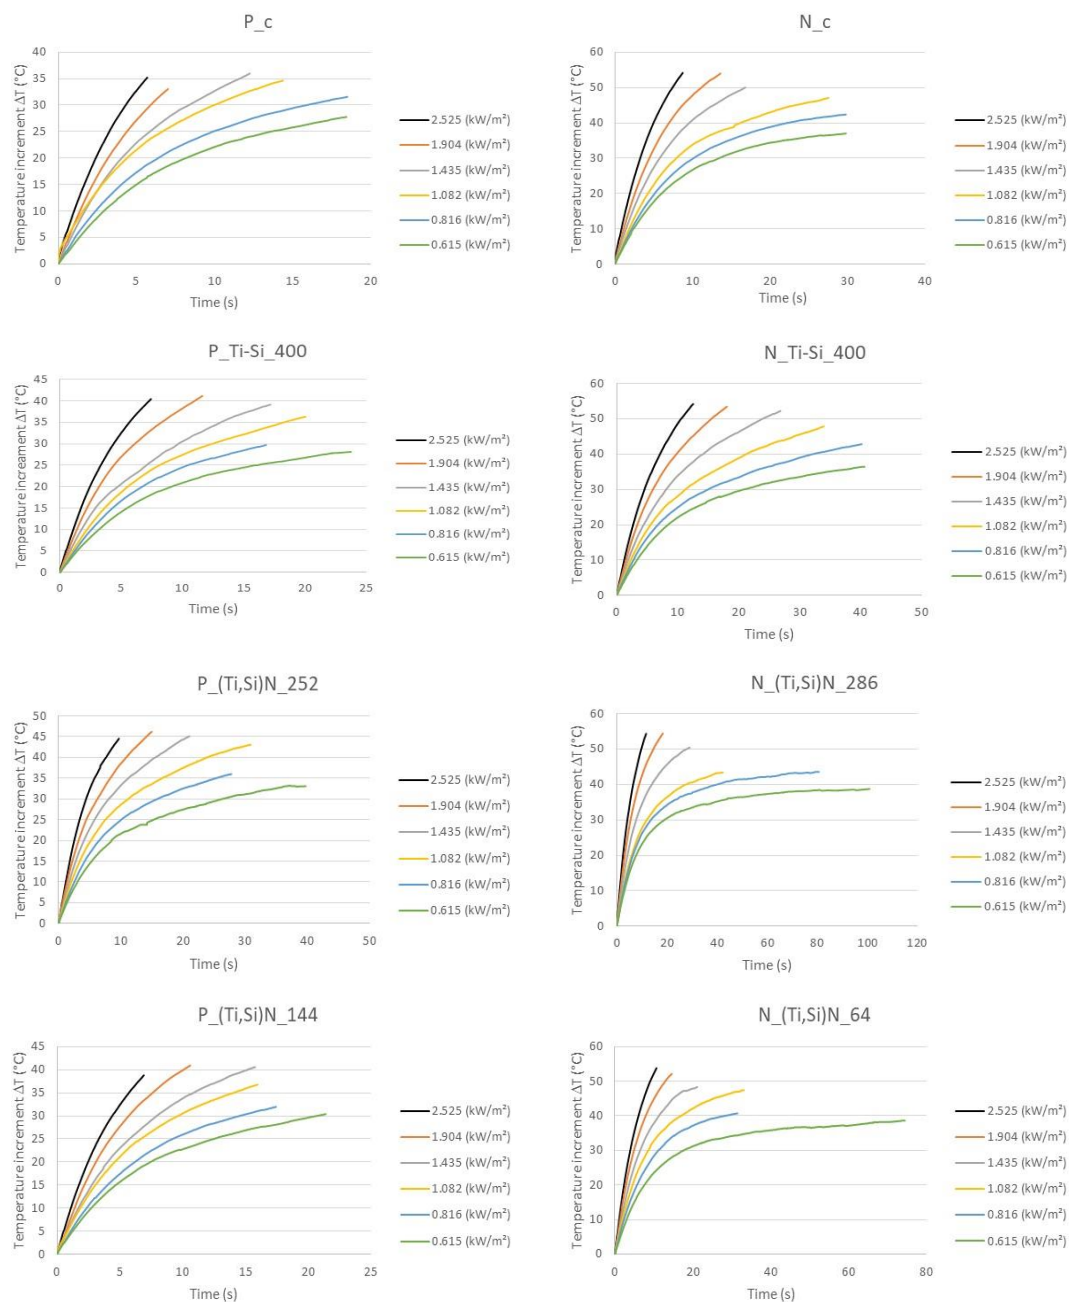 P_c
Temperature increment ΔT (°C)
40
35
30
25
20
15
10
5
0
0 5 10 15 20
Time (s)
2.525 (kW/m²)
1.904 (kW/m²)
1.435 (kW/m²)
1.082 (kW/m²)
0.816 (kW/m²)
0.615 (kW/m²)
N_c
Temperature increment ΔT (°C)
60
50
40
30
20
10
0
0 10 20 30 40
Time (s)
2.525 (kW/m²)
1.904 (kW/m²)
1.435 (kW/m²)
1.082 (kW/m²)
0.816 (kW/m²)
0.615 (kW/m²)
P_Ti-Si_400
Temperature increament ΔT (°C)
45
40
35
30
25
20
15
10
5
0
0 5 10 15 20 25
Time (s)
2.525 (kW/m²)
1.904 (kW/m²)
1.435 (kW/m²)
1.082 (kW/m²)
0.816 (kW/m²)
0.615 (kW/m²)
N_Ti-Si_400
Temperature increment ΔT (°C)
60
50
40
30
20
10
0
0 10 20 30 40 50
Time (s)
2.525 (kW/m²)
1.904 (kW/m²)
1.435 (kW/m²)
1.082 (kW/m²)
0.816 (kW/m²)
0.615 (kW/m²)
P_(Ti,Si)N_252
Temperature increment ΔT (°C)
50
45
40
35
30
25
20
15
10
5
0
0 10 20 30 40 50
Time (s)
2.525 (kW/m²)
1.904 (kW/m²)
1.435 (kW/m²)
1.082 (kW/m²)
0.816 (kW/m²)
0.615 (kW/m²)
N_(Ti,Si)N_286
Temperature increment ΔT (°C)
60
50
40
30
20
10
0
0 20 40 60 80 100 120
Time (s)
2.525 (kW/m²)
1.904 (kW/m²)
1.435 (kW/m²)
1.082 (kW/m²)
0.816 (kW/m²)
0.615 (kW/m²)
P_(Ti,Si)N_144
Temperature increment ΔT (°C)
45
40
35
30
25
20
15
10
5
0
0 5 10 15 20 25
Time (s)
2.525 (kW/m²)
1.904 (kW/m²)
1.435 (kW/m²)
1.082 (kW/m²)
0.816 (kW/m²)
0.615 (kW/m²)
N_(Ti,Si)N_64
Temperature increment ΔT (°C)
60
50
40
30
20
10
0
0 20 40 60 80
Time (s)
2.525 (kW/m²)
1.904 (kW/m²)
1.435 (kW/m²)
1.082 (kW/m²)
0.816 (kW/m²)
0.615 (kW/m²)